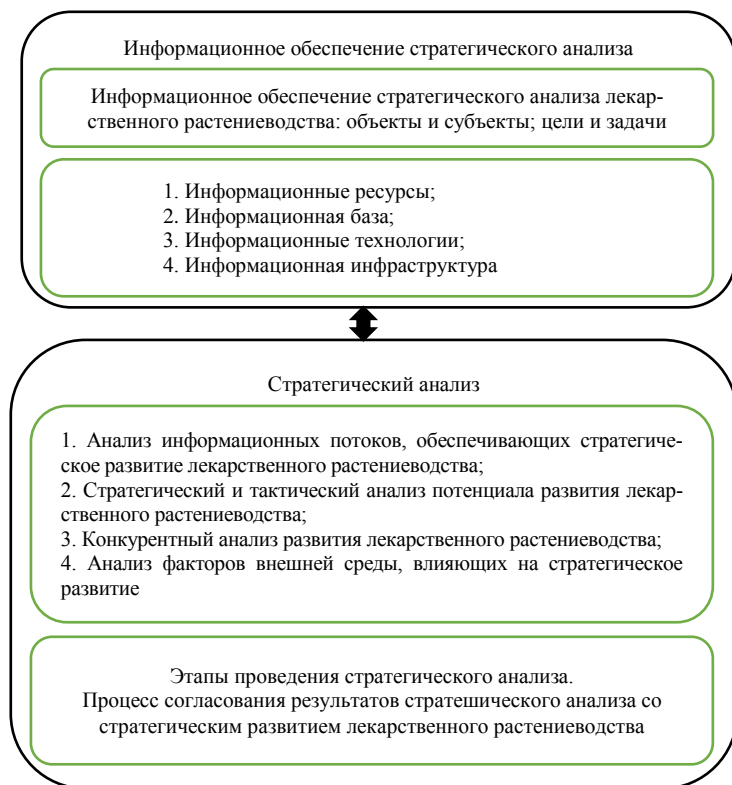 Информационное обеспечение стратегического анализа
Информационное обеспечение стратегического анализа лекар-
ственного растениеводства: объекты и субъекты; цели и задачи
1. Информационные ресурсы;
2. Информационная база;
3. Информационные технологии;
4. Информационная инфраструктура
Стратегический анализ
1. Анализ информационных потоков, обеспечивающих стратегиче-
ское развитие лекарственного растениеводства;
2. Стратегический и тактический анализ потенциала развития лекар-
ственного растениеводства;
3. Конкурентный анализ развития лекарственного растениеводства;
4. Анализ факторов внешней среды, влияющих на стратегическое
развитие
Этапы проведения стратегического анализа.
Процесс согласования результатов стратешического анализа со
стратегическим развитием лекарственного растениеводства